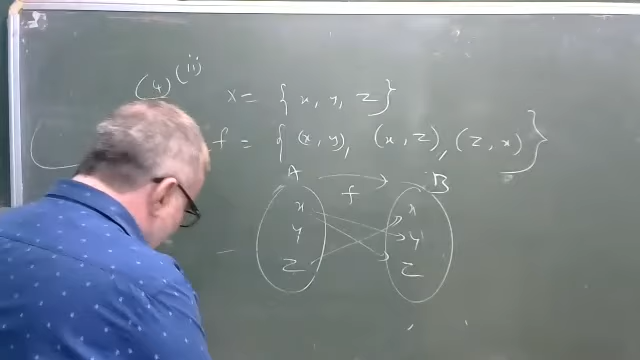 (4) (ii)
x = { x, y, z }
f = { (x, y), (x, z), (z, x) }
A B
f
x x
y y
z z